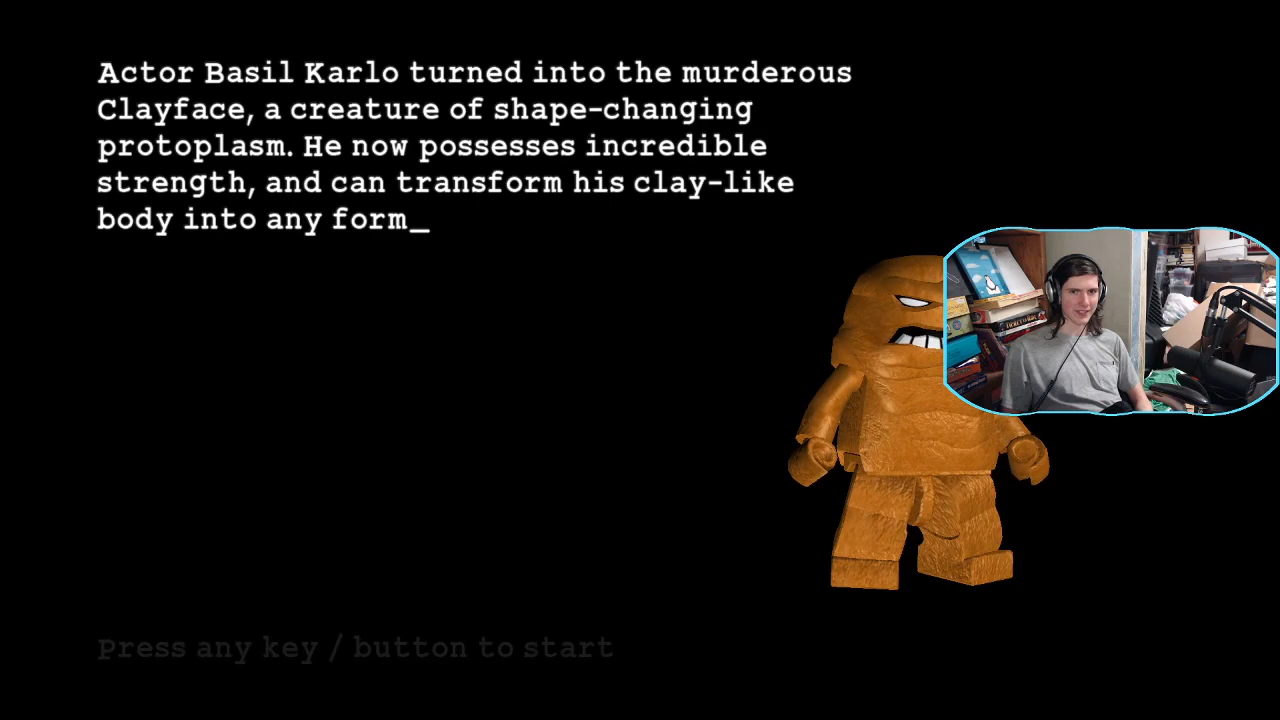 Actor Basil Karlo turned into the murderous
Clayface, a creature of shape-changing
protoplasm. He now possesses incredible
strength, and can transform his clay-like
body into any form_
Press any key / button to start